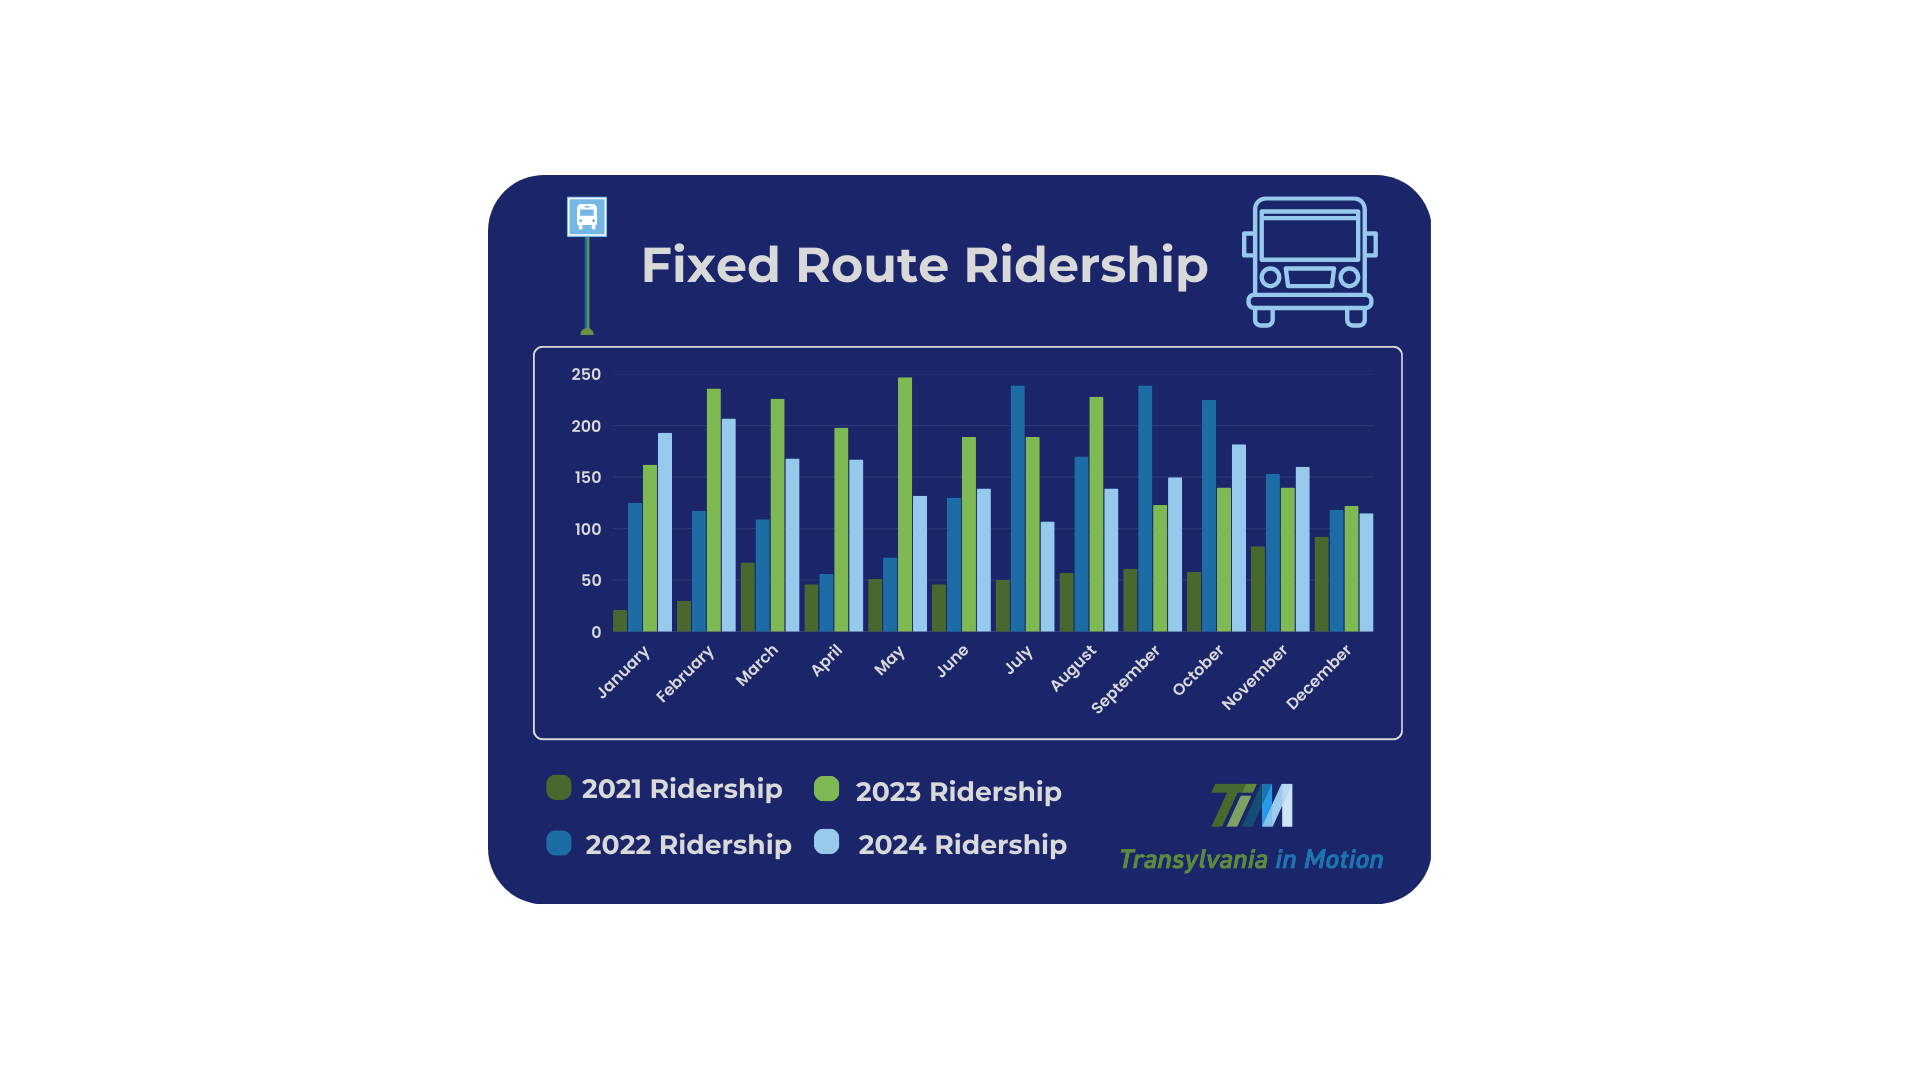 Fixed Route Ridership
250
200
150
100
50
0
January
February
March
April
May
June
July
August
September
October
November
December
2021 Ridership
2023 Ridership
2022 Ridership
2024 Ridership
TiM
Transylvania in Motion